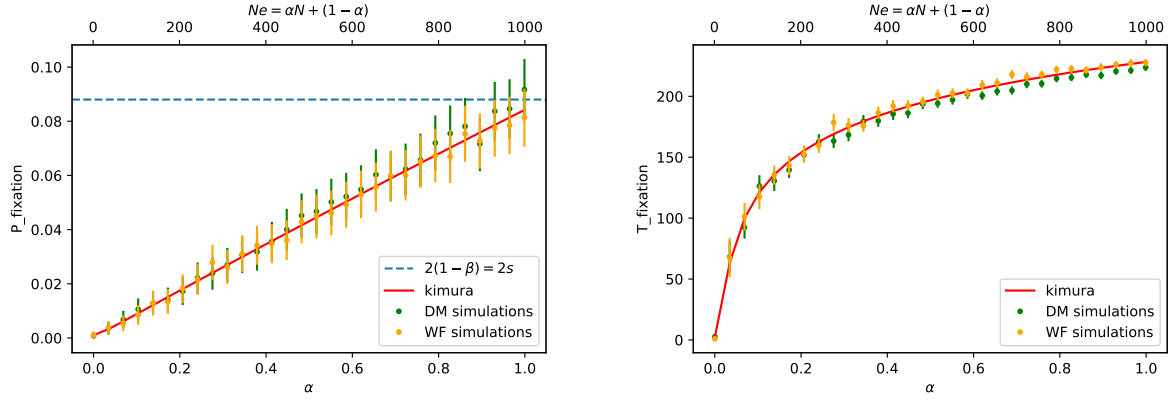 Ne = αN + (1 − α)
0 200 400 600 800 1000
P_fixation
0.10
0.08
0.06
0.04
0.02
0.00
2(1 − β) = 2s
kimura
DM simulations
WF simulations
0.0 0.2 0.4 0.6 0.8 1.0
α
Ne = αN + (1 − α)
0 200 400 600 800 1000
T_fixation
200
150
100
50
0
kimura
DM simulations
WF simulations
0.0 0.2 0.4 0.6 0.8 1.0
α